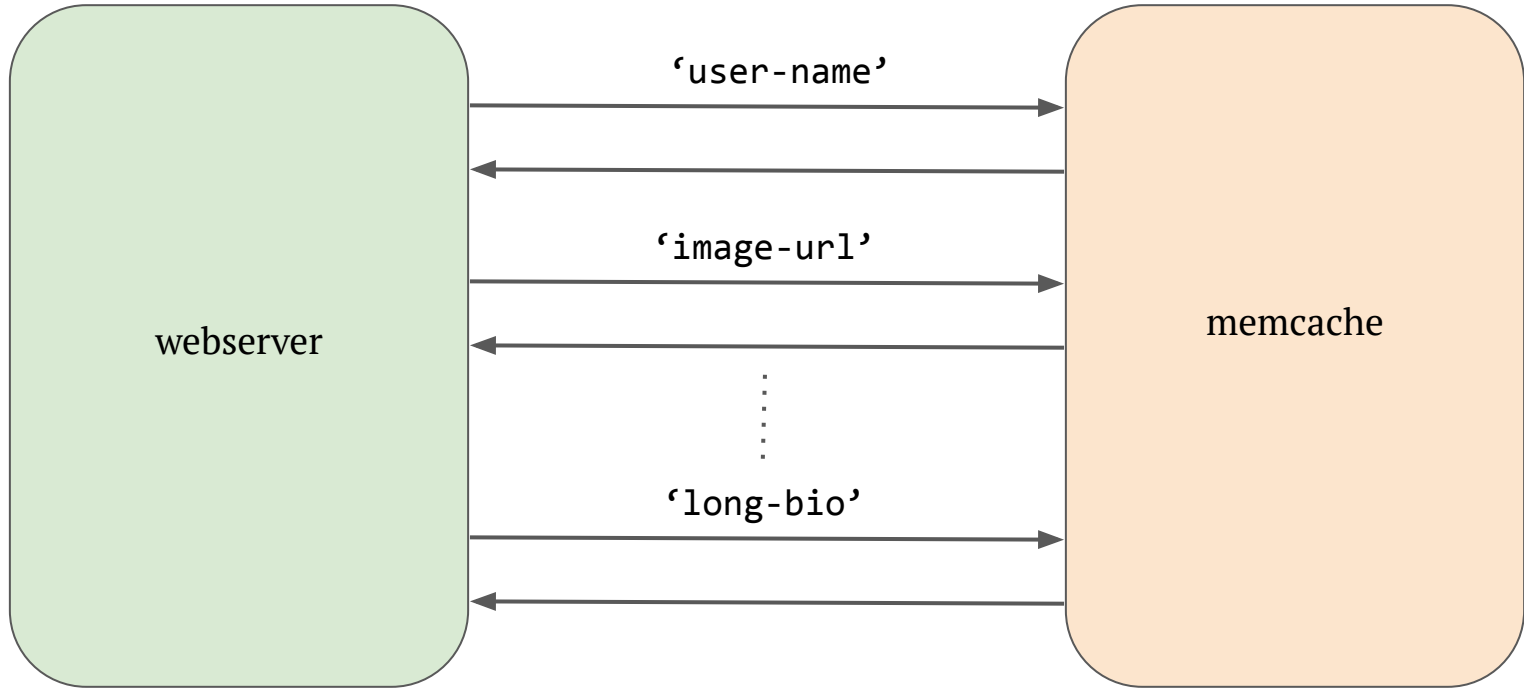 ‘user-name’
‘image-url’
webserver
memcache
‘long-bio’